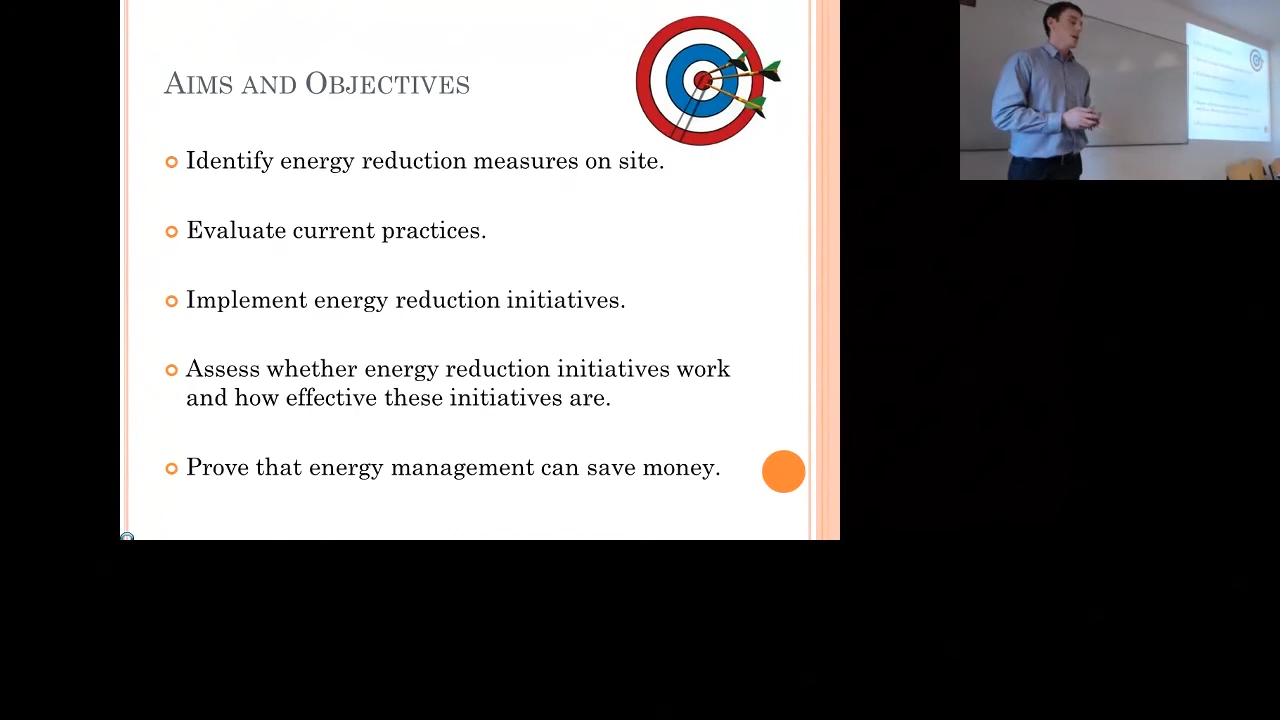 AIMS AND OBJECTIVES
Identify energy reduction measures on site.
Evaluate current practices.
Implement energy reduction initiatives.
Assess whether energy reduction initiatives work
and how effective these initiatives are.
Prove that energy management can save money.